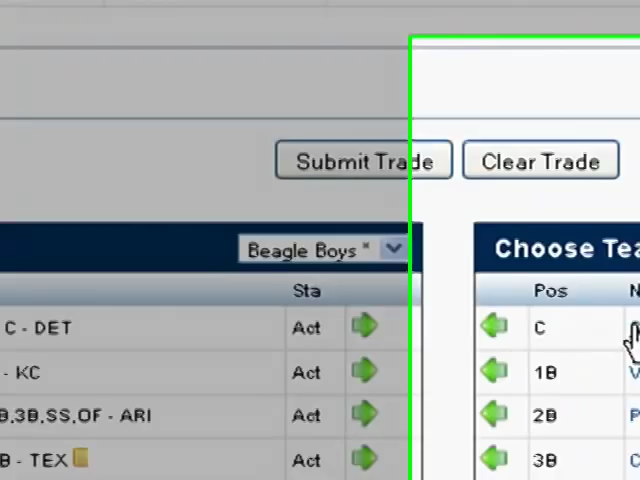 Submit Trade Clear Trade
Beagle Boys * Choose
Sta Pos
C - DET Act C
- KC Act 1B
,3B,SS,OF - ARI Act 2B
- TEX Act 3B